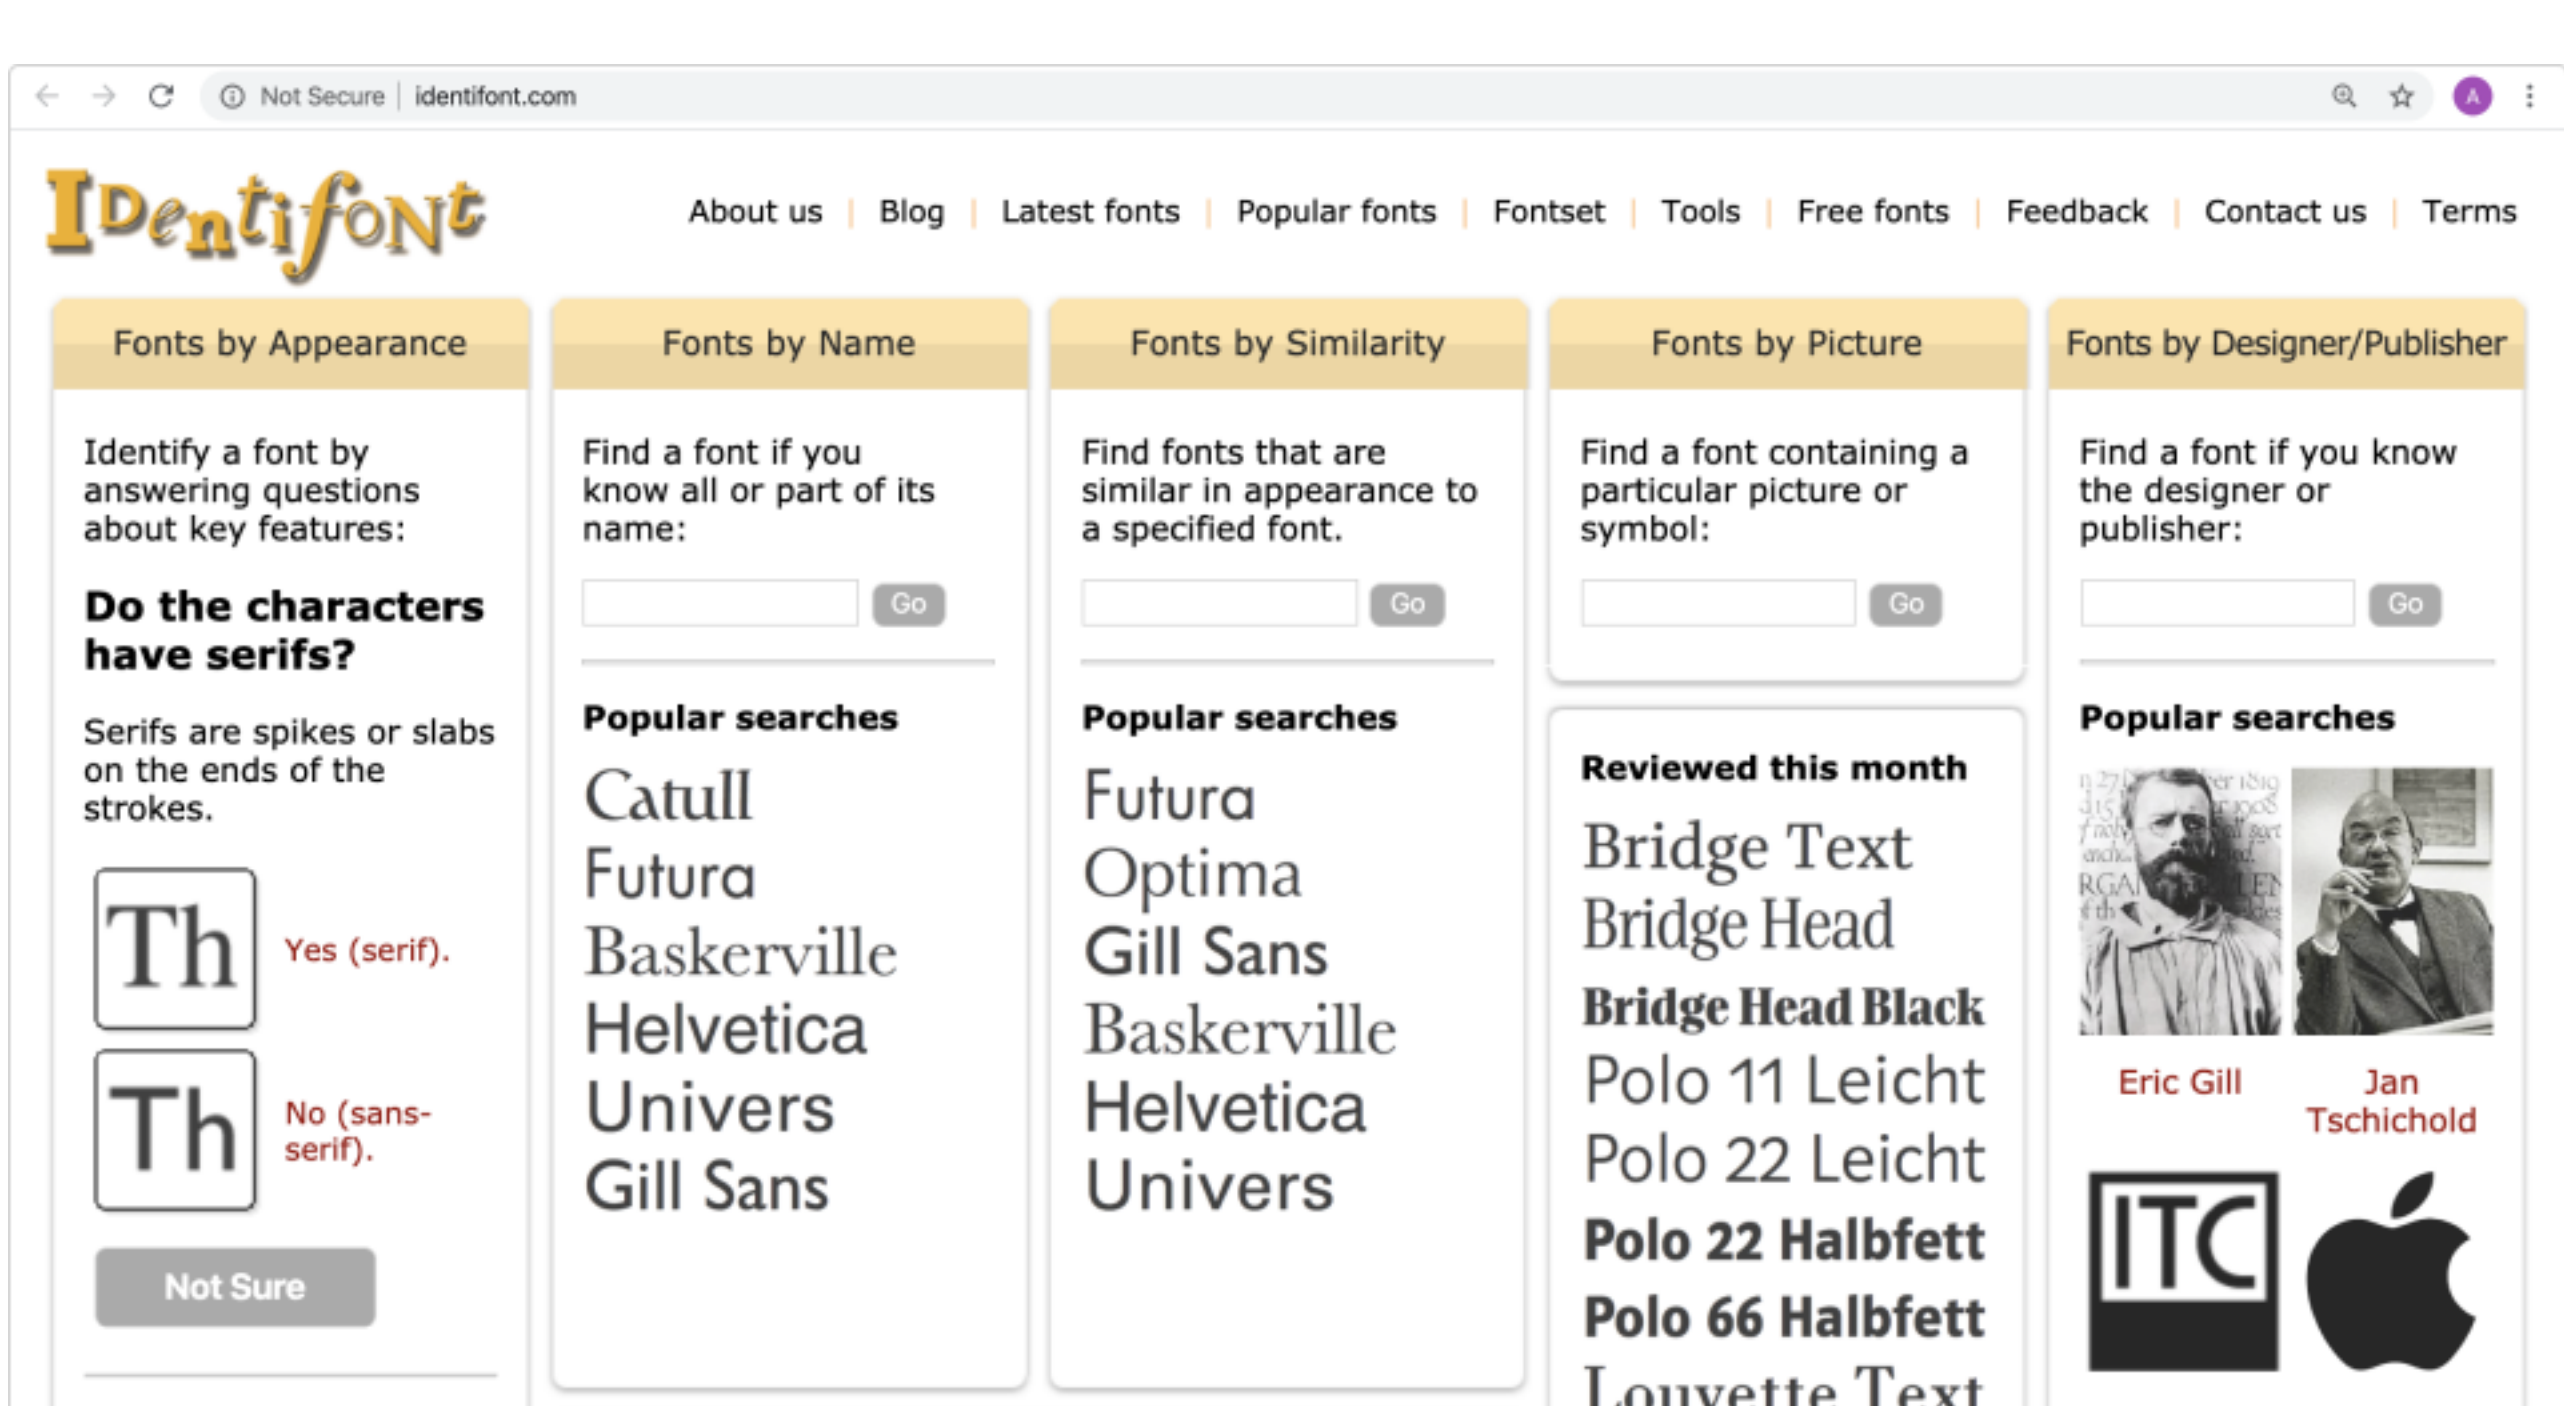 Not Secure | identifont.com
A
IDentifoNt
About us | Blog | Latest fonts | Popular fonts | Fontset | Tools | Free fonts | Feedback | Contact us | Terms
Fonts by Appearance
Identify a font by
answering questions
about key features:
Do the characters
have serifs?
Serifs are spikes or slabs
on the ends of the
strokes.
Th
Yes (serif).
Th
No (sans-
serif).
Not Sure
Fonts by Name
Find a font if you
know all or part of its
name:
Go
Popular searches
Catull
Futura
Baskerville
Helvetica
Univers
Gill Sans
Fonts by Similarity
Find fonts that are
similar in appearance to
a specified font.
Go
Popular searches
Futura
Optima
Gill Sans
Baskerville
Helvetica
Univers
Fonts by Picture
Find a font containing a
particular picture or
symbol:
Go
Reviewed this month
Bridge Text
Bridge Head
Bridge Head Black
Polo 11 Leicht
Polo 22 Leicht
Polo 22 Halbfett
Polo 66 Halbfett
Louvette Text
Fonts by Designer/Publisher
Find a font if you know
the designer or
publisher:
Go
Popular searches
Eric Gill
Jan
Tschichold
ITC